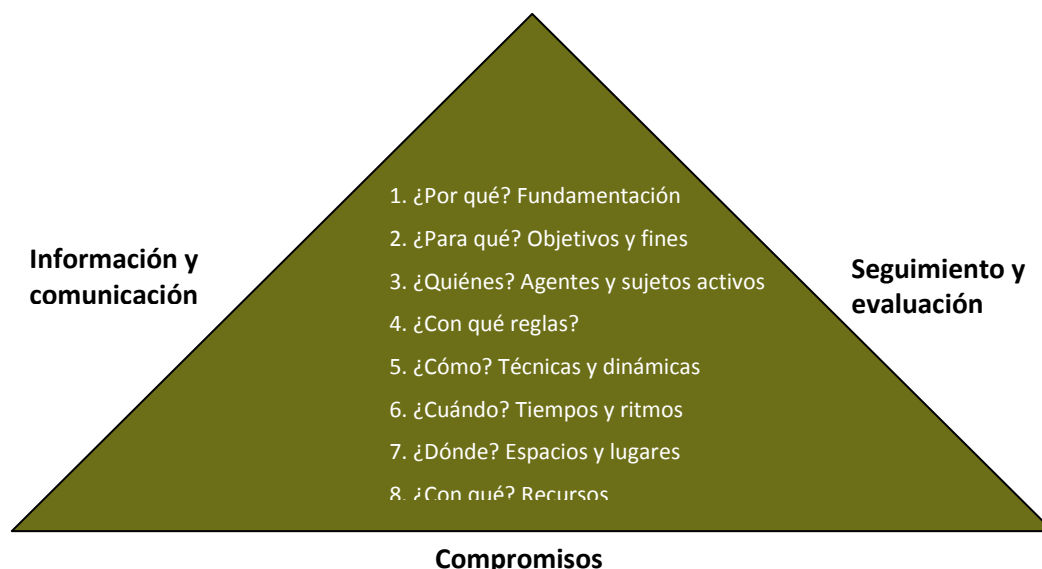 1. ¿Por qué? Fundamentación
2. ¿Para qué? Objetivos y fines
3. ¿Quiénes? Agentes y sujetos activos
4. ¿Con qué reglas?
5. ¿Cómo? Técnicas y dinámicas
6. ¿Cuándo? Tiempos y ritmos
7. ¿Dónde? Espacios y lugares
8. ¿Con qué? Recursos
Información y
comunicación
Seguimiento y
evaluación
Compromisos